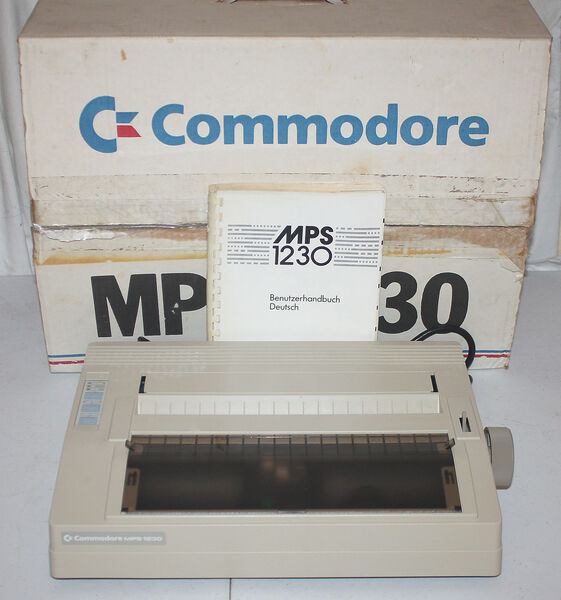 Commodore
MP 30
MPS
1230
Benutzerhandbuch
Deutsch
Commodore MPS 1230